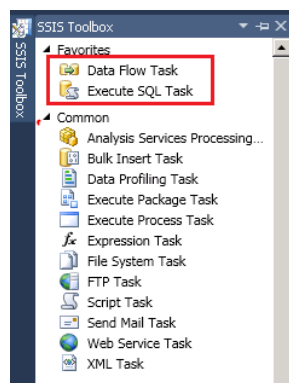 SSIS Toolbox
SSIS Toolbox
Favorites
Data Flow Task
Execute SQL Task
Common
Analysis Services Processing...
Bulk Insert Task
Data Profiling Task
Execute Package Task
Execute Process Task
fx Expression Task
File System Task
FTP Task
Script Task
Send Mail Task
Web Service Task
XML Task